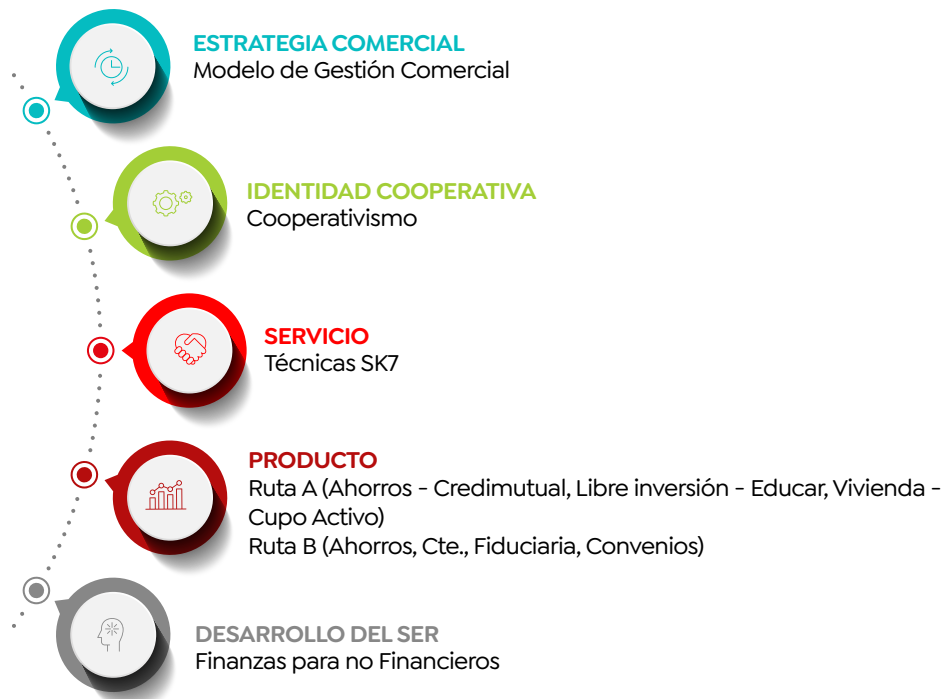 ESTRATEGIA COMERCIAL
Modelo de Gestión Comercial
IDENTIDAD COOPERATIVA
Cooperativismo
SERVICIO
Técnicas SK7
PRODUCTO
Ruta A (Ahorros - Credimutual, Libre inversión - Educar, Vivienda -
Cupo Activo)
Ruta B (Ahorros, Cte., Fiduciaria, Convenios)
DESARROLLO DEL SER
Finanzas para no Financieros